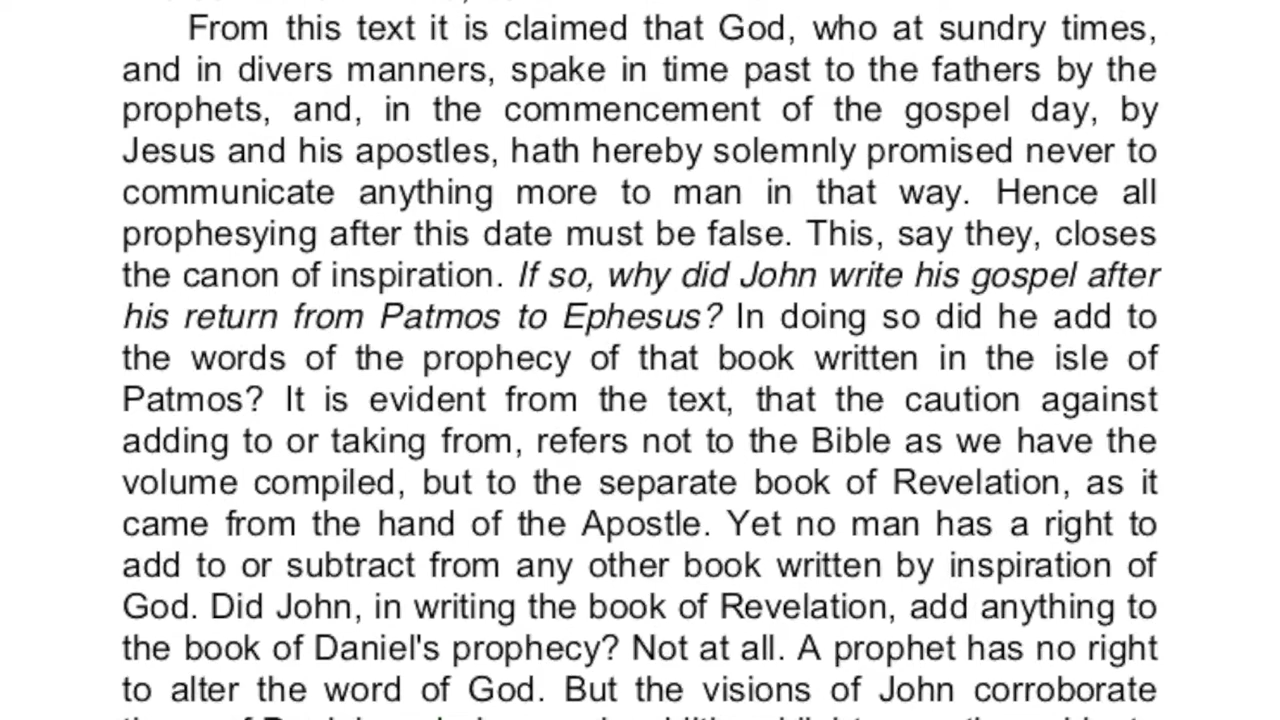 From this text it is claimed that God, who at sundry times,
and in divers manners, spake in time past to the fathers by the
prophets, and, in the commencement of the gospel day, by
Jesus and his apostles, hath hereby solemnly promised never to
communicate anything more to man in that way. Hence all
prophesying after this date must be false. This, say they, closes
the canon of inspiration. If so, why did John write his gospel after
his return from Patmos to Ephesus? In doing so did he add to
the words of the prophecy of that book written in the isle of
Patmos? It is evident from the text, that the caution against
adding to or taking from, refers not to the Bible as we have the
volume compiled, but to the separate book of Revelation, as it
came from the hand of the Apostle. Yet no man has a right to
add to or subtract from any other book written by inspiration of
God. Did John, in writing the book of Revelation, add anything to
the book of Daniel's prophecy? Not at all. A prophet has no right
to alter the word of God. But the visions of John corroborate